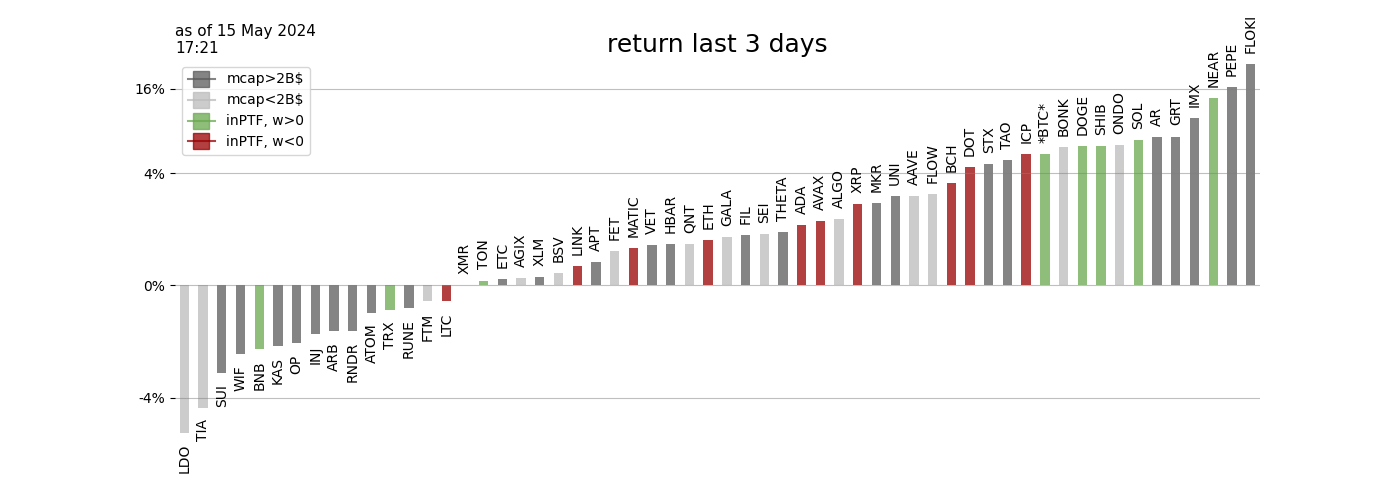 as of 15 May 2024
17:21
return last 3 days
mcap>2B$
mcap<2B$
inPTF, w>0
inPTF, w<0
16%
4%
0%
-4%
LDO
TIA
SUI
WIF
BNB
KAS
OP
INJ
ARB
RNDR
ATOM
TRX
RUNE
FTM
LTC
XMR
TON
ETC
AGIX
XLM
BSV
LINK
APT
FET
MATIC
VET
HBAR
QNT
ETH
GALA
FIL
SEI
THETA
ADA
AVAX
ALGO
XRP
MKR
UNI
AAVE
FLOW
BCH
DOT
STX
TAO
ICP
*BTC*
BONK
DOGE
SHIB
ONDO
SOL
AR
GRT
IMX
NEAR
PEPE
FLOKI